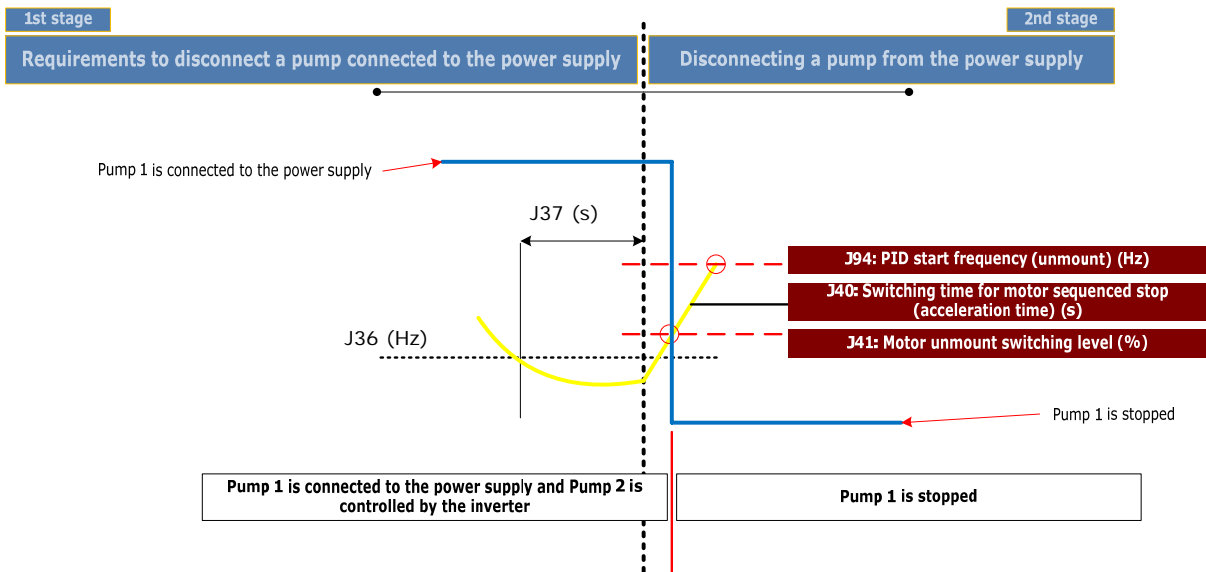 1st stage
2nd stage
Requirements to disconnect a pump connected to the power supply
Disconnecting a pump from the power supply
Pump 1 is connected to the power supply
J37 (s)
J94: PID start frequency (unmount) (Hz)
J40: Switching time for motor sequenced stop
(acceleration time) (s)
J36 (Hz)
J41: Motor unmount switching level (%)
Pump 1 is stopped
Pump 1 is connected to the power supply and Pump 2 is
controlled by the inverter
Pump 1 is stopped